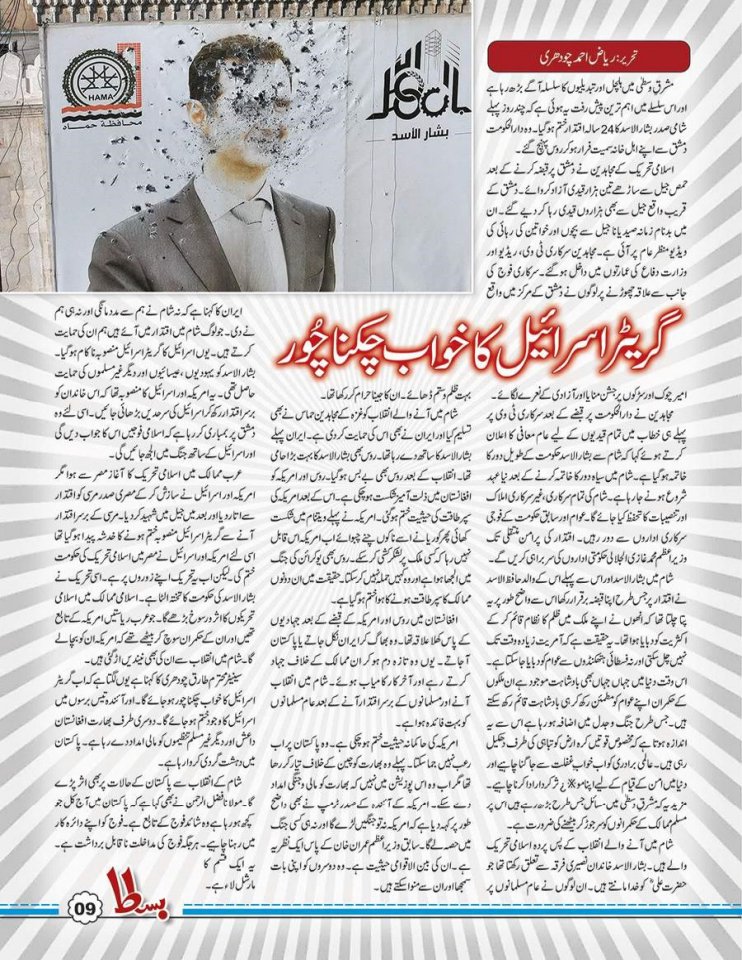 HAMA
محافظة حماه
بشار الأسد
تحریر: ریاض احمد چودھری
گریٹر اسرائیل کا خواب چکنا چُور
مشرق وسطیٰ میں ہلچل اور تبدیلیوں کا سلسلہ آگے بڑھ رہا ہے
اور اس سلسلے میں اہم ترین پیش رفت یہ ہوئی ہے کہ چند روز پہلے
شامی صدر بشار الاسد کا 24 سالہ اقتدار ختم ہو گیا۔ وہ دار الحکومت
دمشق سے اپنے اہل خانہ سمیت فرار ہو کر روس پہنچ گئے۔
اسلامی تحریک کے مجاہدین نے دمشق پر قبضہ کرنے کے بعد
حمص جیل سے ساڑھے تین ہزار قیدی آزاد کروائے۔ دمشق کے
قریب واقع جیل سے بھی ہزاروں قیدی رہا کر دیے گئے۔ ان
میں بدنام زمانہ صیدیانا جیل سے بچوں اور خواتین کی رہائی کی
ویڈیو منظر عام پر آئی ہے۔ مجاہدین سرکاری ٹی وی، ریڈیو اور
وزارت دفاع کی عمارتوں میں داخل ہو گئے۔ سرکاری فوج کی
جانب سے علاقہ چھوڑنے پر لوگوں نے دمشق کے مرکز میں واقع
امیر چوک اور سڑکوں پر جشن منایا اور آزادی کے نعرے لگائے۔
مجاہدین نے دار الحکومت پر قبضے کے بعد سرکاری ٹی وی پر
پہلے ہی خطاب میں تمام قیدیوں کے لیے عام معافی کا اعلان
کرتے ہوئے کہا کہ شام سے بشار الاسد حکومت کے طویل دور کا
خاتمہ ہو گیا ہے۔ شام میں سیاہ دور کا خاتمہ کرنے کے بعد نیا عہد
شروع ہونے جا رہا ہے۔ شام کی تمام سرکاری، غیر سرکاری املاک
اور تنصیبات کا تحفظ کیا جائے گا۔ عوام اور سابق حکومت کے فوجی
سرکاری اداروں سے دور رہیں۔ اقتدار کی پر امن منتقلی تک
وزیر اعظم محمد غازی الجلالی حکومتی اداروں کی سربراہی کریں گے۔
شام میں بشار الاسد اور اس سے پہلے اس کے والد حافظ الاسد
نے اقتدار پر جس طرح اپنا قبضہ برقرار رکھا اس سے واضح طور پر یہ
پتا چلتا تھا کہ انھوں نے اپنے ملک میں ظلم کا نظام قائم کر کے
اکثریت کو دبایا ہوا تھا۔ یہ حقیقت ہے کہ آمریت زیادہ وقت تک
نہیں چل سکتی اور نہ فسطائی ہتھکنڈوں سے عوام کو دبایا جا سکتا ہے۔
اس وقت دنیا میں جہاں جہاں بھی بادشاہت موجود ہے ان ملکوں
کے حکمران اپنے عوام کو مطمئن رکھ کر ہی بادشاہت قائم رکھ سکتے
ہیں۔ جس طرح جنگ و جدل میں اضافہ ہو رہا ہے اس سے یہ
اندازہ ہوتا ہے کہ مخصوص قوتیں کرہ ارض کو تباہی کی طرف دھکیل
رہی ہیں۔ عالمی برادری کو اب خواب غفلت سے جاگنا چاہیے اور
دنیا میں امن کے قیام کے لیے اپنا مو ※ ثر کردار ادا کرنا چاہیے۔
مزید یہ کہ مشرق وسطیٰ میں مسائل جس طرح بڑھ رہے ہیں اس پر
مسلم ممالک کے حکمرانوں کو سر جوڑ کر بیٹھنے کی ضرورت ہے۔
شام میں آنے والے انقلاب کے پس پردہ اسلامی تحریک
والے ہیں۔ بشار الاسد خاندان نصیری فرقہ سے تعلق رکھتا تھا جو
حضرت علیؓ کو خدا مانتے ہیں۔ ان لوگوں نے عام مسلمانوں پر
بہت ظلم و ستم ڈھائے۔ ان کا جینا حرام کر رکھا تھا۔
شام میں آنے والے انقلاب کو غزہ کے مجاہدین حماس نے بھی
تسلیم کیا اور ایران نے بھی اس کی حمایت کر دی ہے۔ ایران پہلے
بشار الاسد کا ساتھ دے رہا تھا۔ روس بھی بشار الاسد کا بہت بڑا حامی
تھا۔ انقلاب کے بعد روس بھی بے بس ہو گیا۔ روس اور امریکہ کو
افغانستان میں ذلت آمیز شکست ہو چکی ہے۔ اس کے بعد امریکہ کی
سپر طاقت کی حیثیت ختم ہو گئی۔ امریکہ نے پہلے ویتنام میں شکست
کھائی پھر کوریا نے اسے ناکوں چنے چبوائے اب امریکہ اس قابل
نہیں رہا کہ کسی ملک پر لشکر کشی کر سکے۔ روس بھی یوکرائن کی جنگ
میں الجھا ہوا ہے اور وہ کہیں حملہ نہیں کر سکتا۔ حقیقت میں ان دونوں
ممالک کا سپر طاقت ہونے کا ہوا ختم ہو گیا ہے۔
افغانستان میں روس اور امریکہ کے قبضے کے بعد جہادیوں
کے پاس کھلا علاقہ تھا۔ وہ بھاگ کر ایران نکل جاتے یا پاکستان
آ جاتے۔ یوں وہ تازہ دم ہو کر ان ممالک کے خلاف جہاد
کرتے رہے اور آخر کار کامیاب ہوئے۔ شام میں انقلاب
آنے اور مسلمانوں کے برسر اقتدار آنے کے بعد عام مسلمانوں
کو بہت فائدہ ہوا ہے۔
امریکہ کی حاکمانہ حیثیت ختم ہو چکی ہے۔ وہ پاکستان پر اب
رعب نہیں جما سکتا۔ پہلے وہ بھارت کو چین کے خلاف تیار کر رہا
تھا مگر اب وہ اس پوزیشن میں نہیں کہ بھارت کو مالی و جنگی امداد
دے سکے۔ امریکہ کے آئندہ کے صدر ٹرمپ نے بھی واضح
طور پر کہہ دیا ہے کہ امریکہ نہ تو جنگیں لڑے گا اور نہ ہی کسی جنگ
میں حصہ لے گا۔ سابق وزیر اعظم عمران خان کے پاس ایک نظریہ
ہے۔ ان کی بین الاقوامی حیثیت ہے۔ وہ دوسروں کو اپنی بات
سمجھا اور ان سے منوا سکتے ہیں۔
ایران کا کہنا ہے کہ نہ شام نے ہم سے مدد مانگی اور نہ ہی ہم
نے دی۔ جو لوگ شام میں اقتدار میں آئے ہیں ہم ان کی حمایت
کرتے ہیں۔ یوں اسرائیل کا گریٹر اسرائیل منصوبہ ناکام ہو گیا۔
بشار الاسد کو یہودیوں، عیسائیوں اور دیگر غیر مسلموں کی حمایت
حاصل تھی۔ یہ امریکہ اور اسرائیل کا منصوبہ تھا کہ اس خاندان کو
برسر اقتدار رکھ کر اسرائیل کی سرحدیں بڑھائی جائیں۔ اسی لئے وہ
دمشق پر بمباری کر رہا ہے کہ اسلامی فوجیں اس کا جواب دیں گی
اور اسرائیل کے ساتھ جنگ میں الجھ جائیں گی۔
عرب ممالک میں اسلامی تحریک کا آغاز مصر سے ہوا مگر
امریکہ اور اسرائیل نے سازش کر کے مصری صدر مرسی کو اقتدار
سے اتار دیا اور بعد میں جیل میں شہید کر دیا۔ مرسی کے برسر اقتدار
آنے سے گریٹر اسرائیل منصوبہ ختم ہونے کا خدشہ پیدا ہو گیا تھا
اسی لئے امریکہ اور اسرائیل نے مصر میں اسلامی تحریک کی حکومت
ختم کی۔ لیکن اب یہ تحریک اپنے زوروں پر ہے۔ اسی تحریک نے
بشار الاسد کی حکومت کا تختہ الٹا ہے۔ اسلامی ملک میں اسلامی
تحریکوں کا اثر و رسوخ بڑھے گا۔ جو عرب ریاستیں امریکہ کے تابع
تھیں اور ان کے حکمران سوچ کر بیٹھے تھے کہ امریکہ ان کو بچا لے
گا۔ شام میں انقلاب سے ان کی بھی نیندیں اڑ گئی ہیں۔
سینیٹر محترم طارق چودھری کا کہنا ہے یوں لگتا ہے کہ اب گریٹر
اسرائیل کا خواب چکنا چور ہو جائے گا۔ اور آئندہ تیس برسوں میں
اسرائیل کا وجود ختم ہو جائے گا۔ دوسری طرف بھارت افغانستان
داعش اور دیگر غیر مسلم تنظیموں کو مالی امداد دے رہا ہے۔ پاکستان
میں دہشت گردی کروا رہا ہے۔
شام کے انقلاب سے پاکستان کے حالات پر بھی اثر پڑے
گا۔ مولانا فضل الرحمن نے بھی کہا ہے کہ پاکستان میں آج کل جو
کچھ ہو رہا ہے وہ شائد فوج کے تابع ہے۔ فوج کو اپنے دائرہ کار
میں رہنا چاہیے۔ ہر جگہ فوج کی مداخلت ناقابل برداشت ہے۔
یہ ایک قسم کا
مارشل لاء ہے۔
بسطا
09